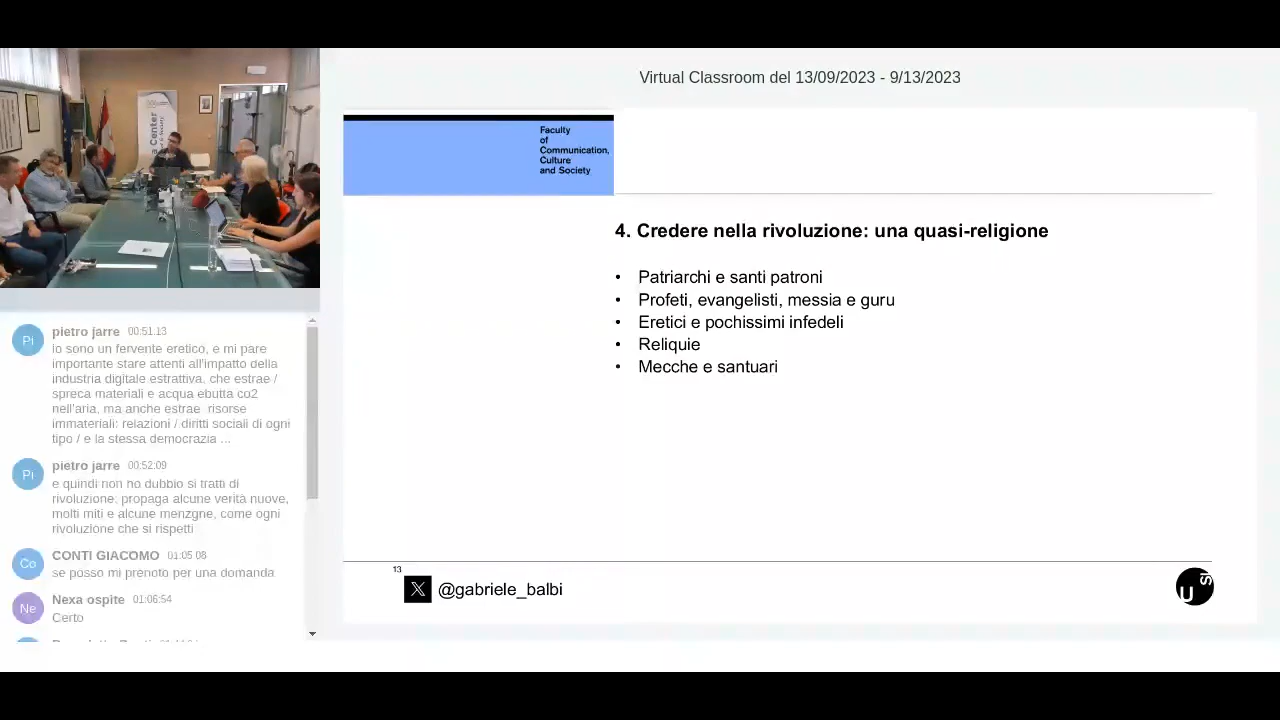 Virtual Classroom del 13/09/2023 - 9/13/2023
Center
Faculty
of
Communication,
Culture
and Society
4. Credere nella rivoluzione: una quasi-religione
• Patriarchi e santi patroni
• Profeti, evangelisti, messia e guru
• Eretici e pochissimi infedeli
• Reliquie
• Mecche e santuari
13
@gabriele_balbi
USI
Pi
pietro jarre 00:51:13
Io sono un fervente eretico, e mi pare
importante stare attenti all'impatto della
industria digitale estrattiva, che estrae /
spreca materiali e acqua ebutta co2
nell'aria, ma anche estrae risorse
immateriali: relazioni / diritti sociali di ogni
tipo / e la stessa democrazia ...
Pi
pietro jarre 00:52:09
e quindi non ho dubbio si tratti di
rivoluzione: propaga alcune verità nuove,
molti miti e alcune menzgne, come ogni
rivoluzione che si rispetti
Co
CONTI GIACOMO 01:05:08
se posso mi prenoto per una domanda
Ne
Nexa ospite 01:06:54
Certo